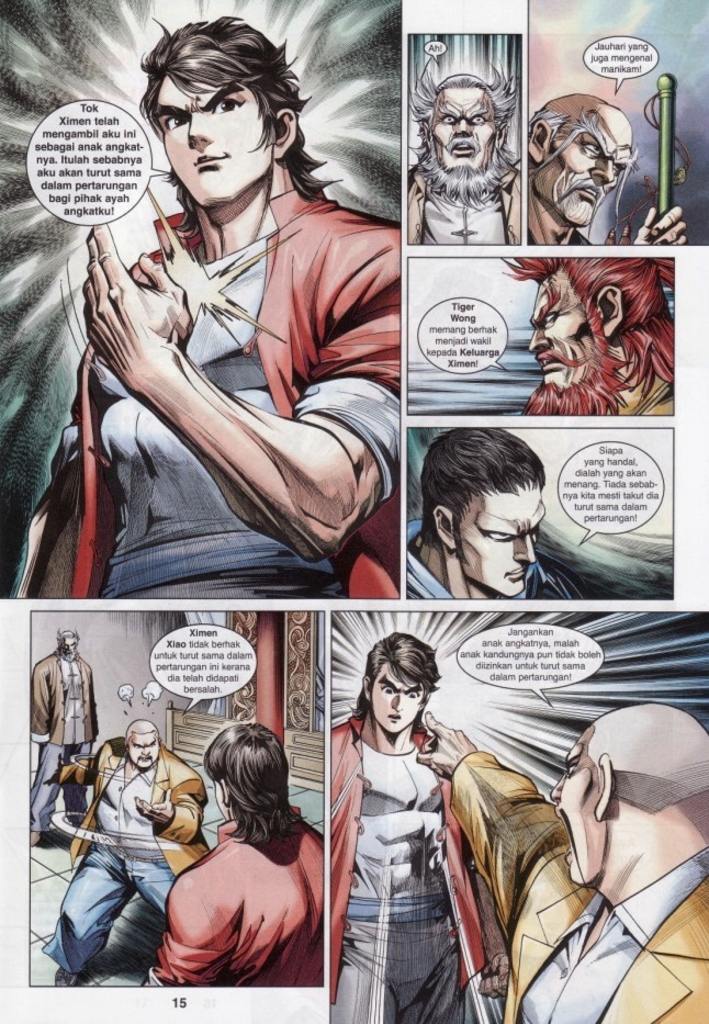 Tok
Ximen telah
mengambil aku ini
sebagai anak angkat-
nya. Itulah sebabnya
aku akan turut sama
dalam pertarungan
bagi pihak ayah
angkatku!
Ah!
Jauhari yang
juga mengenal
manikam!
Tiger
Wong
memang berhak
menjadi wakil
kepada Keluarga
Ximen!
Siapa
yang handal,
dialah yang akan
menang. Tiada sebab-
nya kita mesti takut dia
turut sama dalam
pertarungan!
Ximen
Xiao tidak berhak
untuk turut sama dalam
pertarungan ini kerana
dia telah didapati
bersalah.
Jangankan
anak angkatnya, malah
anak kandungnya pun tidak boleh
diizinkan untuk turut sama
dalam pertarungan!
15